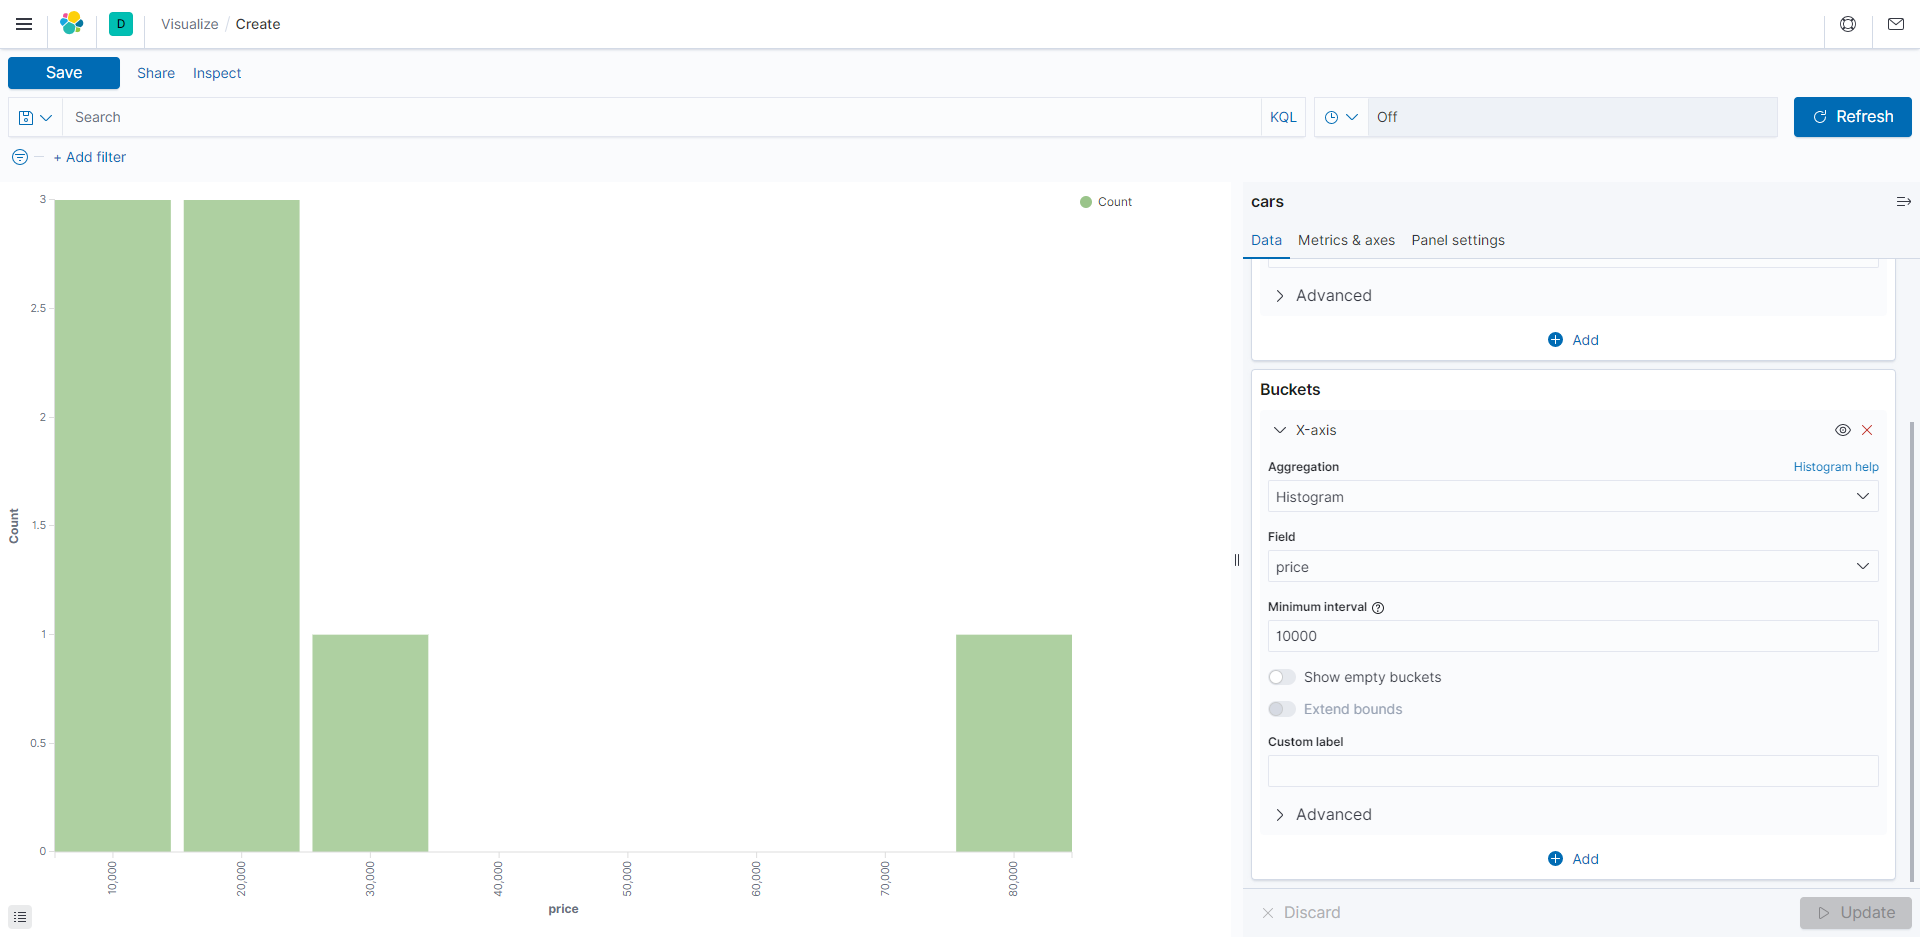 D Visualize / Create
Save Share Inspect
Search KQL Off Refresh
+ Add filter
3
2.5
2
1.5
1
0.5
0
Count
10,000 20,000 30,000 40,000 50,000 60,000 70,000 80,000
price
Count
cars
Data Metrics & axes Panel settings
Advanced
Add
Buckets
X-axis
Aggregation Histogram help
Histogram
Field
price
Minimum interval
10000
Show empty buckets
Extend bounds
Custom label
Advanced
Add
Discard Update